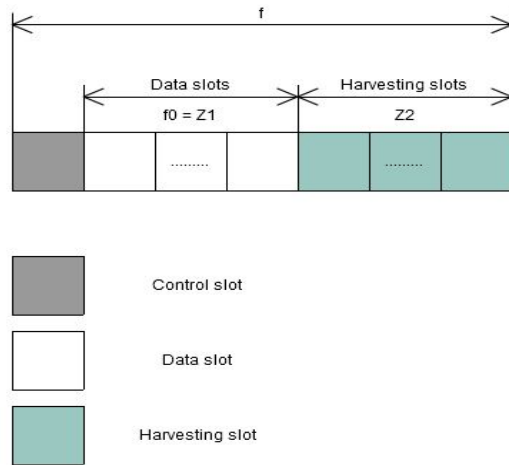 f
Data slots
Harvesting slots
f0 = Z1
Z2
.........
.........
Control slot
Data slot
Harvesting slot